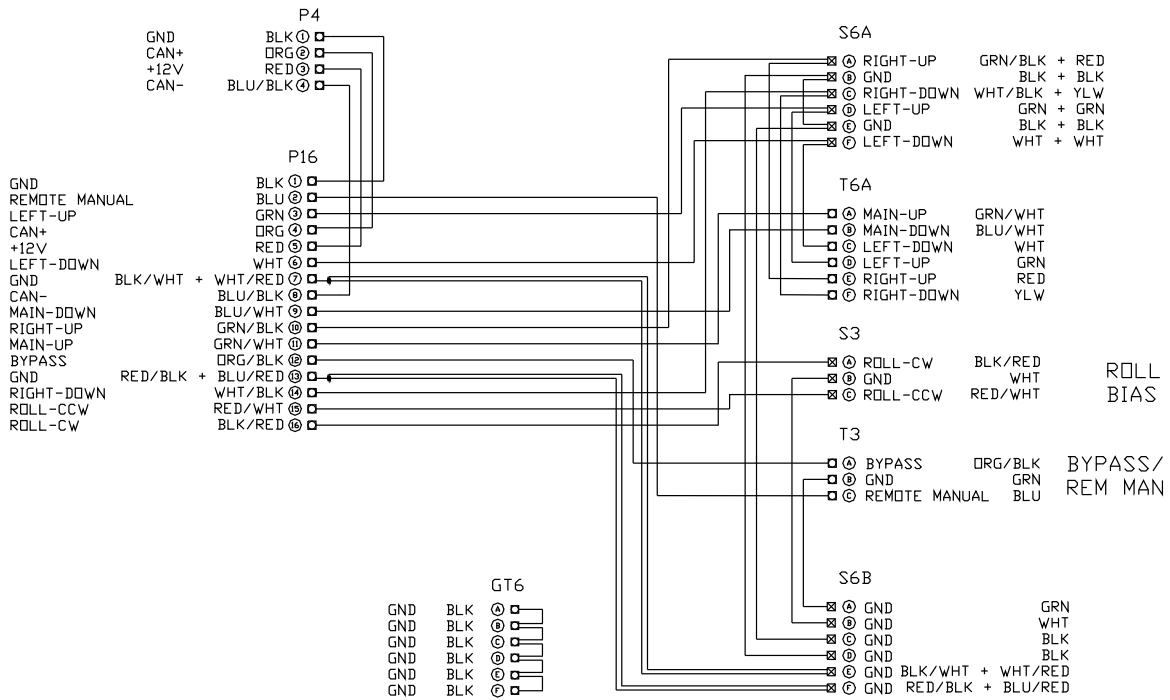 P4
GND BLK 1
CAN+ ORG 2
+12V RED 3
CAN- BLU/BLK 4
P16
GND BLK 1
REMOTE MANUAL BLU 2
LEFT-UP GRN 3
CAN+ ORG 4
+12V RED 5
LEFT-DOWN WHT 6
GND BLK/WHT + WHT/RED 7
CAN- BLU/BLK 8
MAIN-DOWN BLU/WHT 9
RIGHT-UP GRN/BLK 10
MAIN-UP GRN/WHT 11
BYPASS ORG/BLK 12
GND RED/BLK + BLU/RED 13
RIGHT-DOWN WHT/BLK 14
ROLL-CCW RED/WHT 15
ROLL-CW BLK/RED 16
S6A
A RIGHT-UP GRN/BLK + RED
B GND BLK + BLK
C RIGHT-DOWN WHT/BLK + YLW
D LEFT-UP GRN + GRN
E GND BLK + BLK
F LEFT-DOWN WHT + WHT
T6A
A MAIN-UP GRN/WHT
B MAIN-DOWN BLU/WHT
C LEFT-DOWN WHT
D LEFT-UP GRN
E RIGHT-UP RED
F RIGHT-DOWN YLW
S3
A ROLL-CW BLK/RED
B GND WHT
C ROLL-CCW RED/WHT
ROLL
BIAS
T3
A BYPASS ORG/BLK
B GND GRN
C REMOTE MANUAL BLU
BYPASS/
REM MAN
GT6
GND BLK A
GND BLK B
GND BLK C
GND BLK D
GND BLK E
GND BLK F
S6B
A GND GRN
B GND WHT
C GND BLK
D GND BLK
E GND BLK/WHT + WHT/RED
F GND RED/BLK + BLU/RED